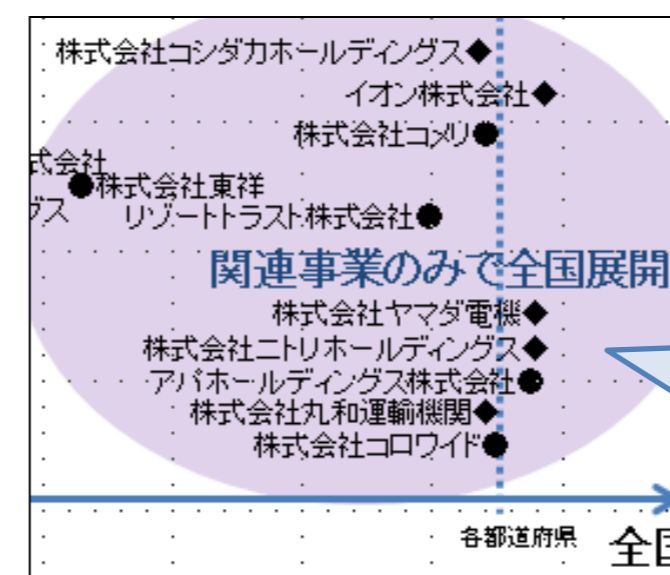 株式会社コシダカホールディングス◆
イオン株式会社◆
株式会社コメリ●
式会社
●株式会社東祥
グス
リゾートトラスト株式会社●
関連事業のみで全国展開
株式会社ヤマダ電機◆
株式会社ニトリホールディングス◆
アパホールディングス株式会社●
株式会社丸和運輸機関◆
株式会社コロワイド●
各都道府県
全国